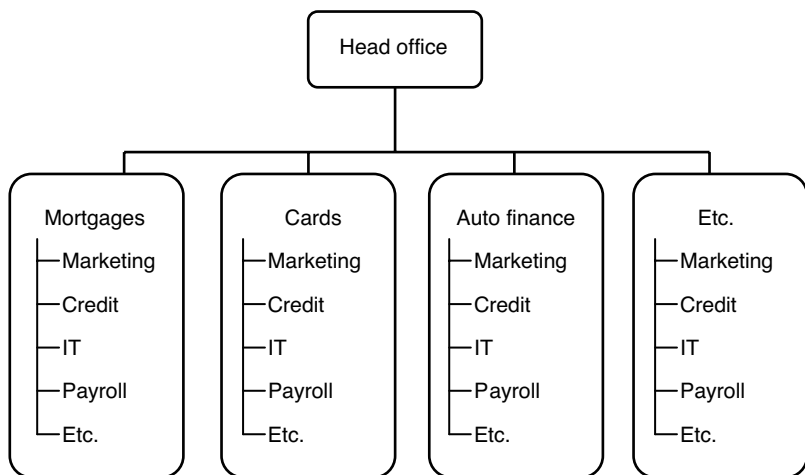 Head office
Mortgages
Marketing
Credit
IT
Payroll
Etc.
Cards
Marketing
Credit
IT
Payroll
Etc.
Auto finance
Marketing
Credit
IT
Payroll
Etc.
Etc.
Marketing
Credit
IT
Payroll
Etc.